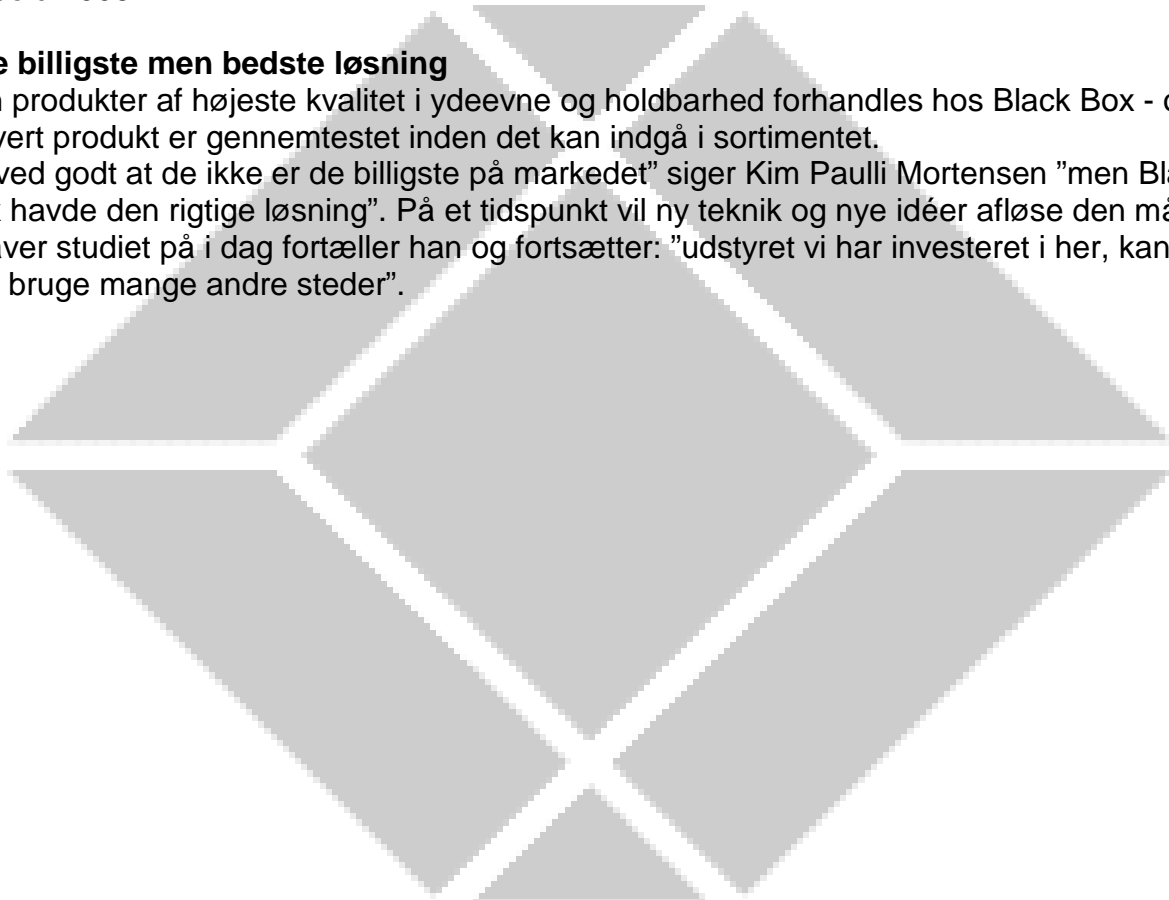 e billigste men bedste løsning
n produkter af højeste kvalitet i ydeevne og holdbarhed forhandles hos Black Box - o
vert produkt er gennemtestet inden det kan indgå i sortimentet.
ved godt at de ikke er de billigste på markedet” siger Kim Paulli Mortensen ”men Bla
havde den rigtige løsning”. På et tidspunkt vil ny teknik og nye idéer afløse den må
ver studiet på i dag fortæller han og fortsætter: ”udstyret vi har investeret i her, kan
bruge mange andre steder”.